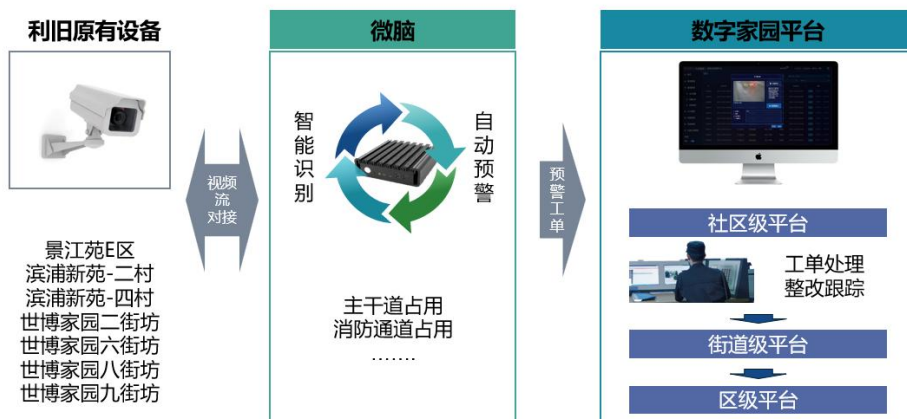 利旧原有设备
景江苑E区
滨浦新苑-二村
滨浦新苑-四村
世博家园二街坊
世博家园六街坊
世博家园八街坊
世博家园九街坊
视频
流
对接
微脑
智能识别
自动预警
主干道占用
消防通道占用
.......
预警工单
数字家园平台
社区级平台
工单处理
整改跟踪
街道级平台
区级平台